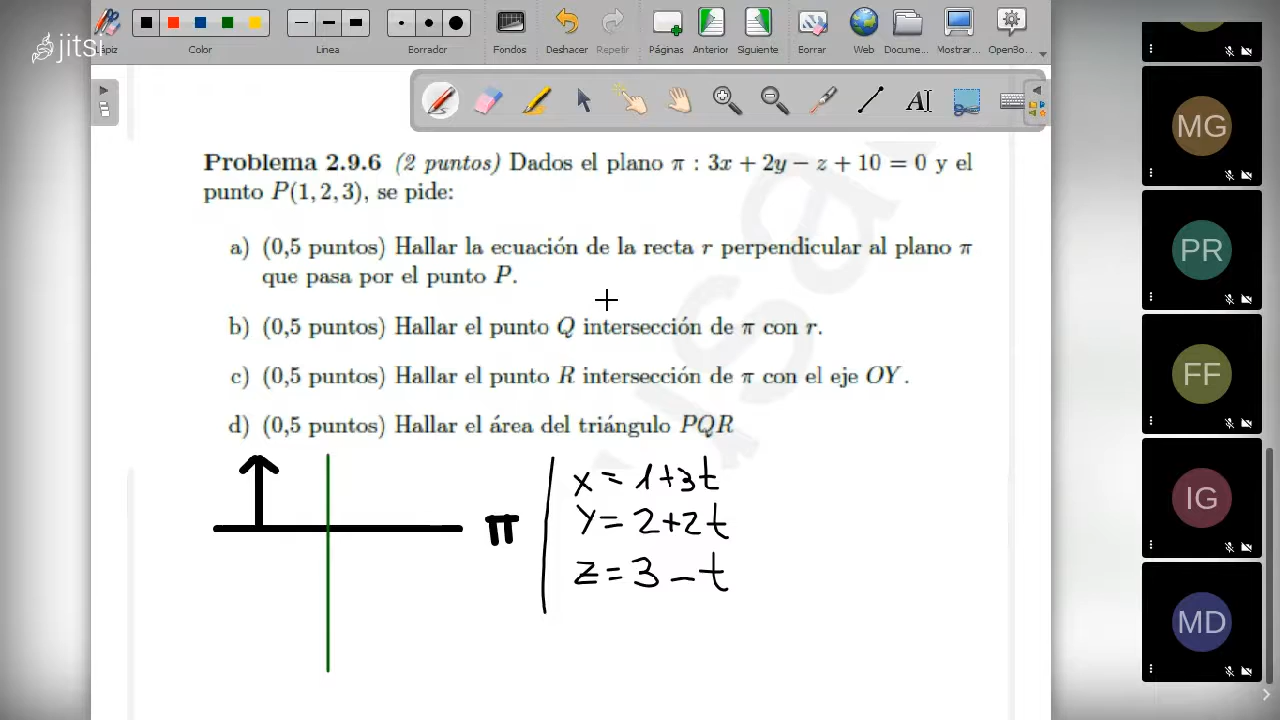 jitsi
Color
Linea
Borrador
Fondos
Deshacer
Repetir
Páginas
Anterior
Siguiente
Borrar
Web
Docume...
Mostrar...
OpenBo...
Problema 2.9.6 (2 puntos) Dados el plano π : 3x + 2y − z + 10 = 0 y el
punto P(1, 2, 3), se pide:
a) (0,5 puntos) Hallar la ecuación de la recta r perpendicular al plano π
que pasa por el punto P.
b) (0,5 puntos) Hallar el punto Q intersección de π con r.
c) (0,5 puntos) Hallar el punto R intersección de π con el eje OY.
d) (0,5 puntos) Hallar el área del triángulo PQR
π
x = 1+3t
y = 2+2t
z = 3 − t
MG
PR
FF
IG
MD